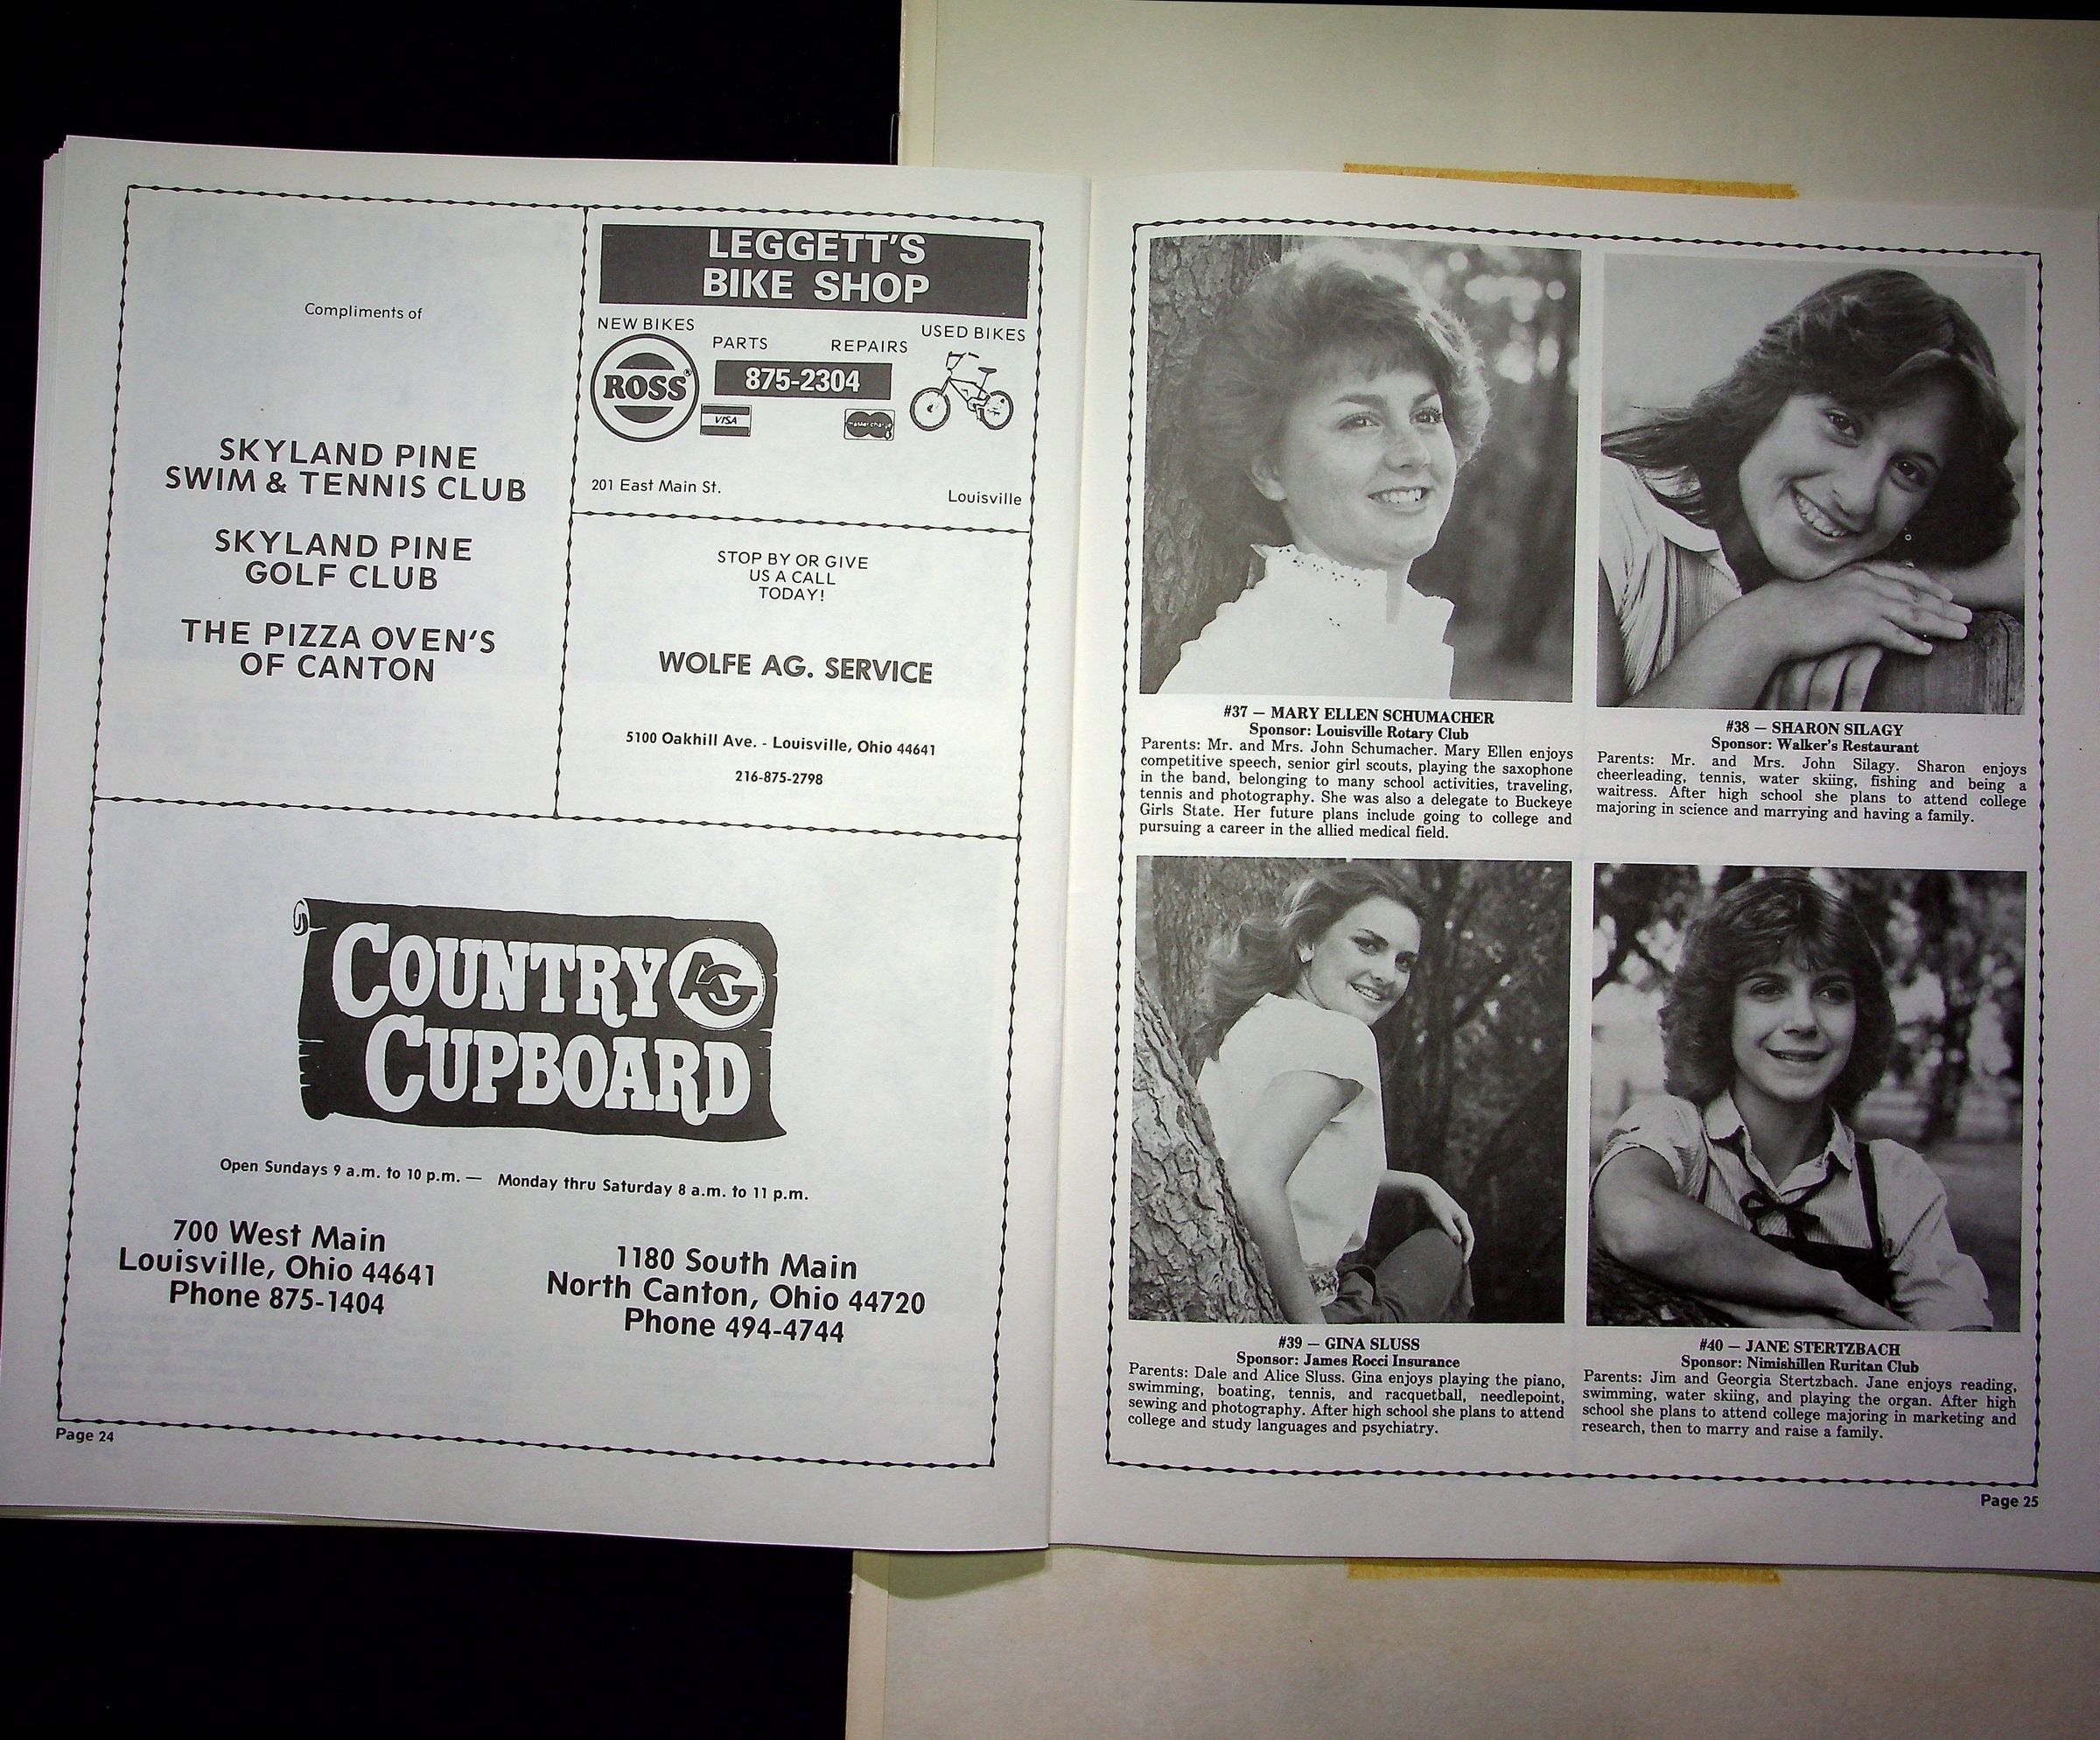 Compliments of
SKYLAND PINE
SWIM & TENNIS CLUB
SKYLAND PINE
GOLF CLUB
THE PIZZA OVEN'S
OF CANTON
LEGGETT'S
BIKE SHOP
NEW BIKES
PARTS
REPAIRS
USED BIKES
ROSS®
875-2304
VISA
master charge
201 East Main St.
Louisville
STOP BY OR GIVE
US A CALL
TODAY!
WOLFE AG. SERVICE
5100 Oakhill Ave. - Louisville, Ohio 44641
216-875-2798
COUNTRY AG
CUPBOARD
Open Sundays 9 a.m. to 10 p.m. — Monday thru Saturday 8 a.m. to 11 p.m.
700 West Main
Louisville, Ohio 44641
Phone 875-1404
1180 South Main
North Canton, Ohio 44720
Phone 494-4744
Page 24
#37 — MARY ELLEN SCHUMACHER
Sponsor: Louisville Rotary Club
Parents: Mr. and Mrs. John Schumacher. Mary Ellen enjoys
competitive speech, senior girl scouts, playing the saxophone
in the band, belonging to many school activities, traveling,
tennis and photography. She was also a delegate to Buckeye
Girls State. Her future plans include going to college and
pursuing a career in the allied medical field.
#38 — SHARON SILAGY
Sponsor: Walker's Restaurant
Parents: Mr. and Mrs. John Silagy. Sharon enjoys
cheerleading, tennis, water skiing, fishing and being a
waitress. After high school she plans to attend college
majoring in science and marrying and having a family.
#39 — GINA SLUSS
Sponsor: James Rocci Insurance
Parents: Dale and Alice Sluss. Gina enjoys playing the piano,
swimming, boating, tennis, and racquetball, needlepoint,
sewing and photography. After high school she plans to attend
college and study languages and psychiatry.
#40 — JANE STERTZBACH
Sponsor: Nimishillen Ruritan Club
Parents: Jim and Georgia Stertzbach. Jane enjoys reading,
swimming, water skiing, and playing the organ. After high
school she plans to attend college majoring in marketing and
research, then to marry and raise a family.
Page 25